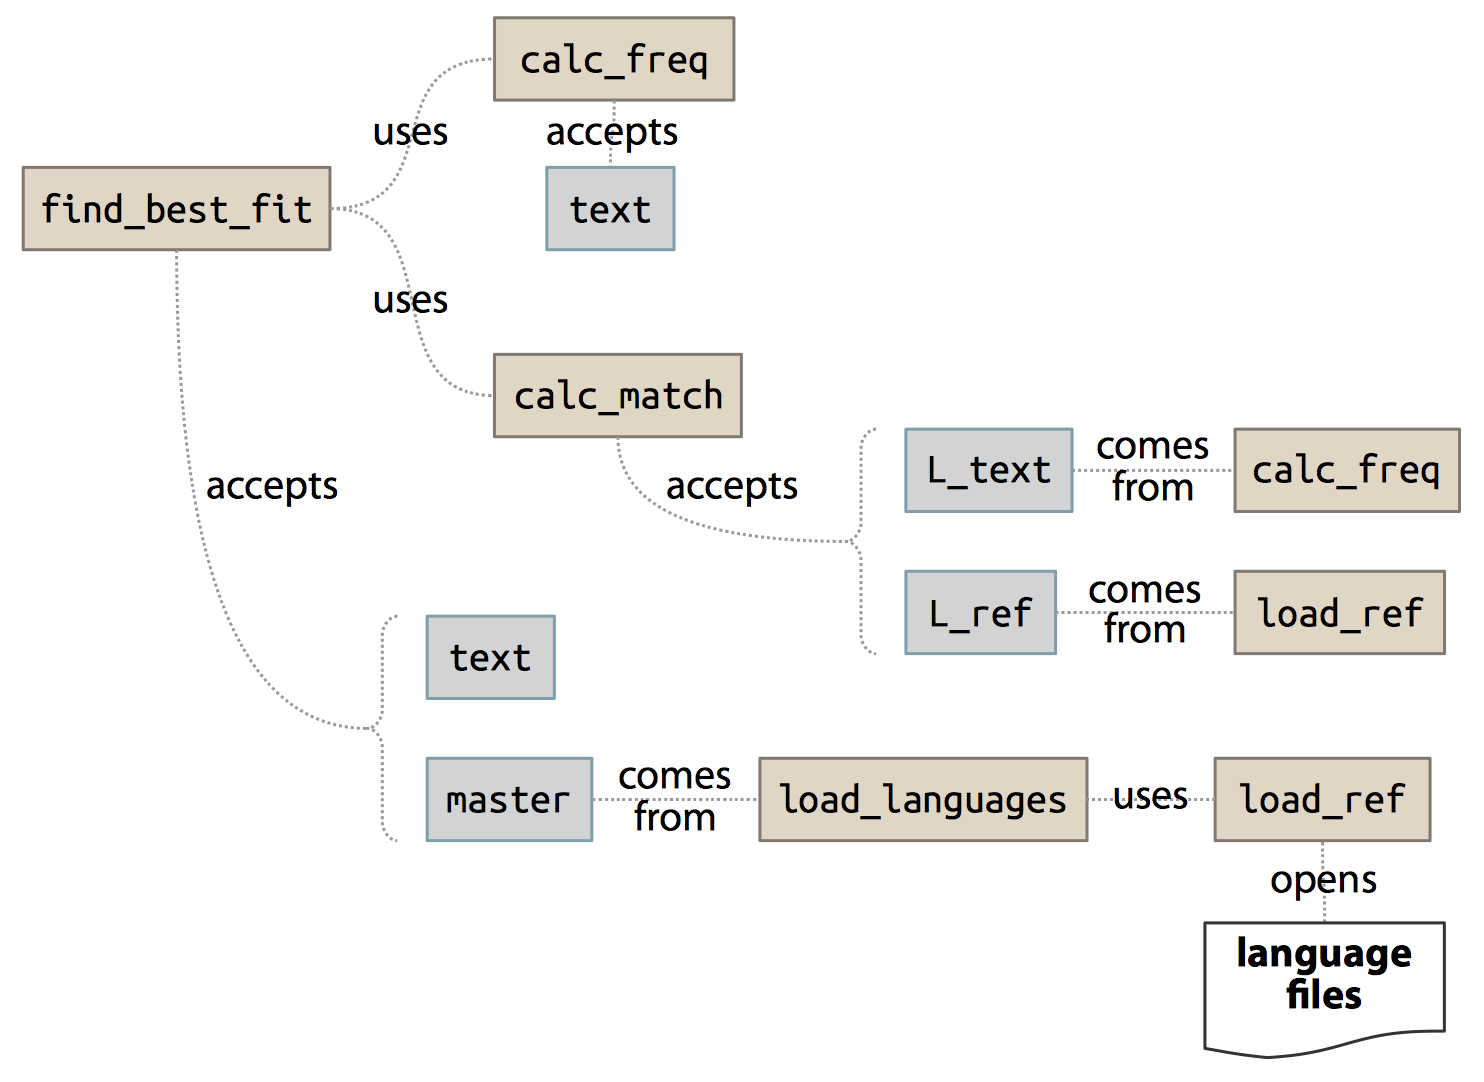 calc_freq
uses
accepts
find_best_fit
text
uses
calc_match
accepts
accepts
L_text
comes
from
calc_freq
L_ref
comes
from
load_ref
text
master
comes
from
load_languages
uses
load_ref
opens
language
files